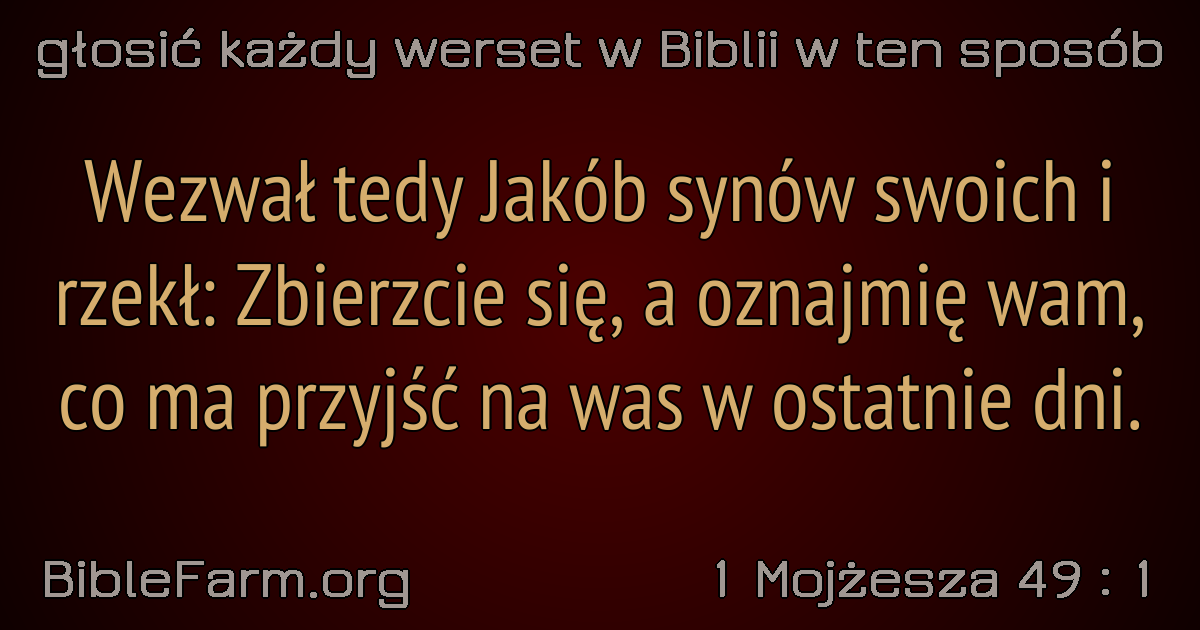 głosić każdy werset w Biblii w ten sposób
Wezwał tedy Jakób synów swoich i
rzekł: Zbierzcie się, a oznajmię wam,
co ma przyjść na was w ostatnie dni.
BibleFarm.org
1 Mojżesza 49 : 1